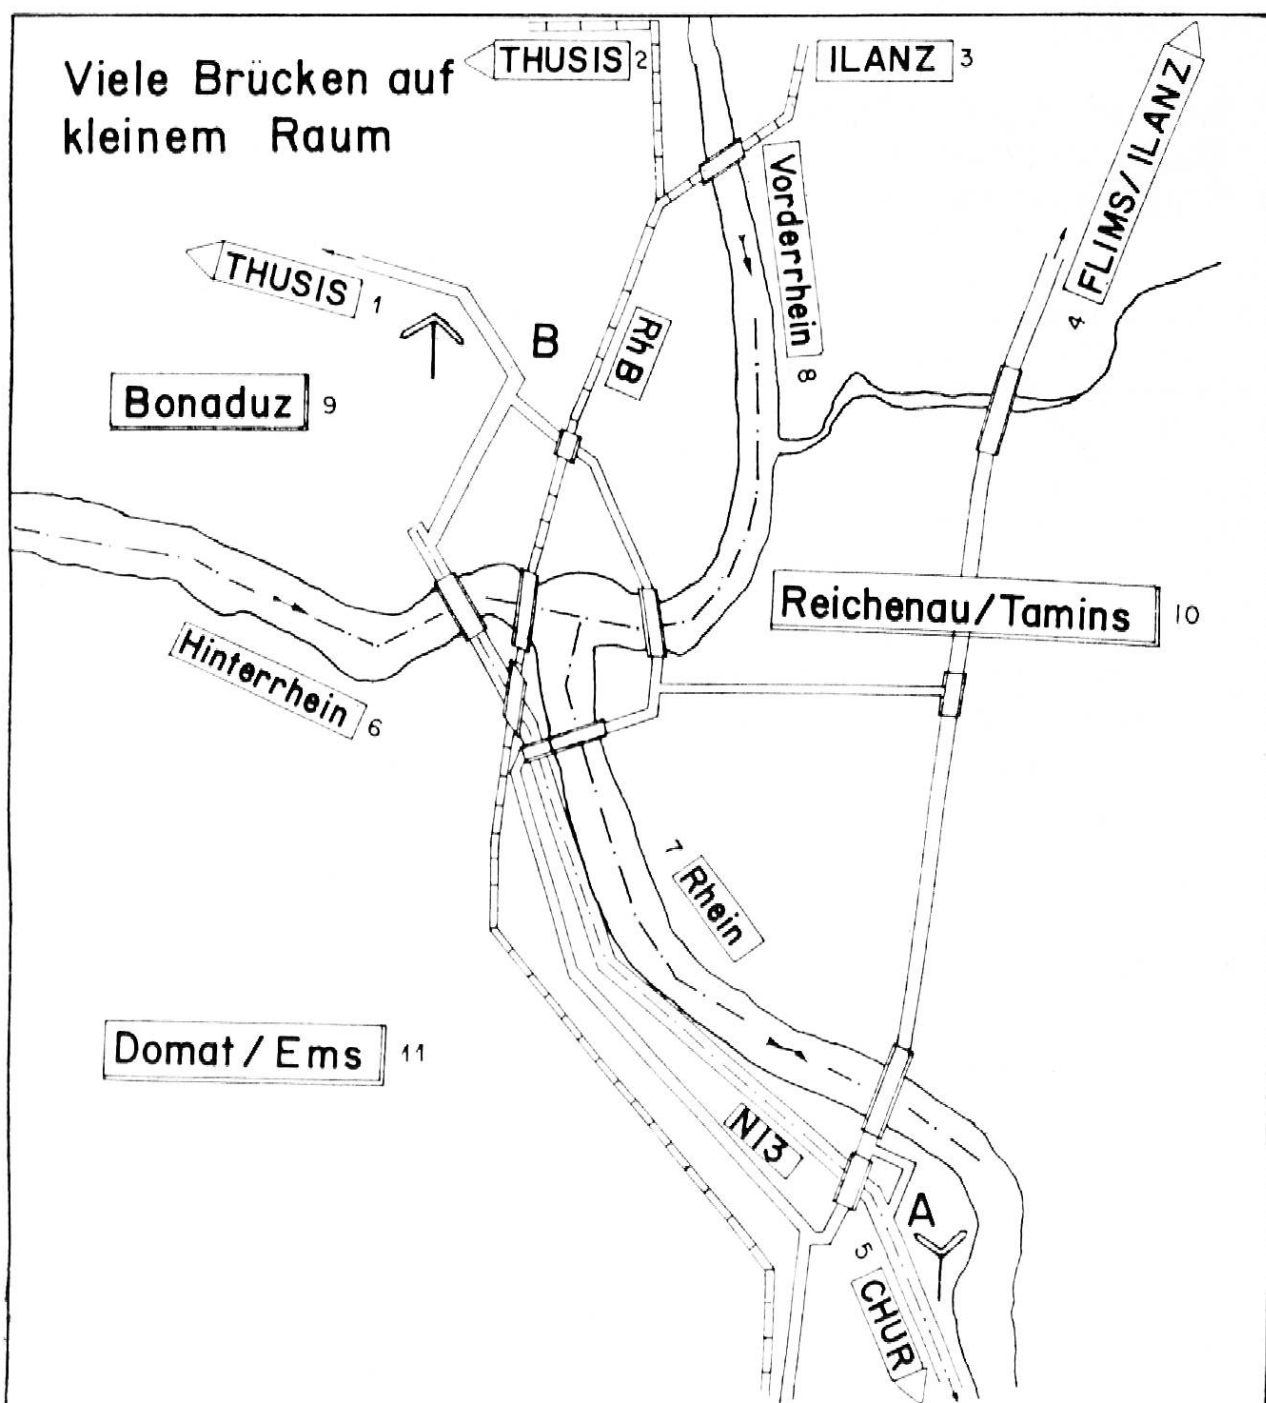 Viele Brücken auf
kleinem Raum
THUSIS 2
ILANZ 3
FLIMS/ILANZ 4
Vorderrhein 8
THUSIS 1
B
RhB
Bonaduz 9
Reichenau/Tamins 10
Hinterrhein 6
7 Rhein
Domat/Ems 11
N13
A
5 CHUR